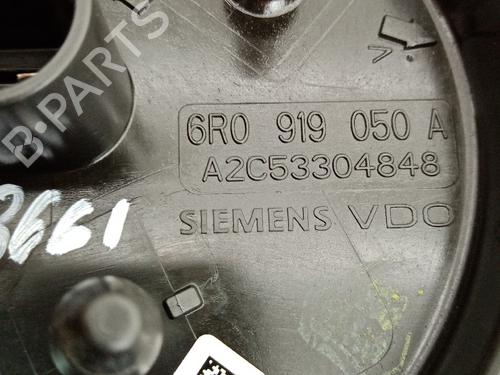 B-PARTS
6R0 919 050 A
A2C53304848
SIEMENS VDO